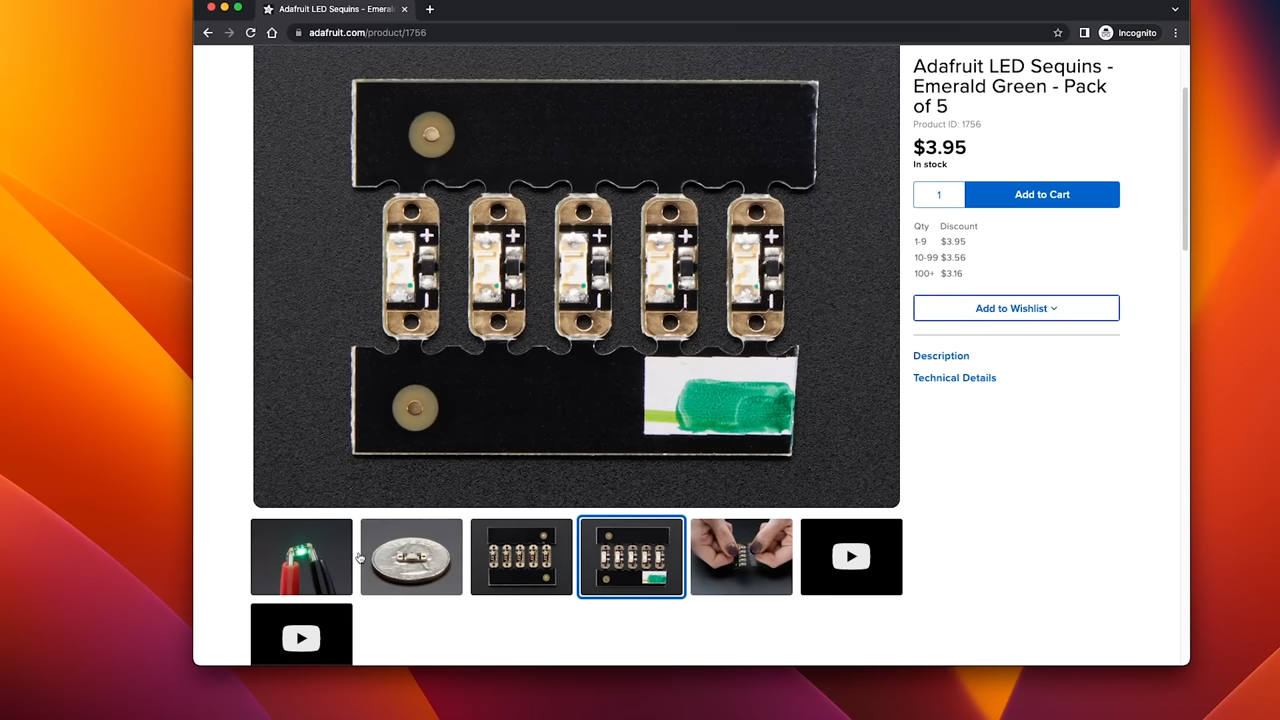 Adafruit LED Sequins - Emeral
adafruit.com/product/1756
Incognito
Adafruit LED Sequins -
Emerald Green - Pack
of 5
Product ID: 1756
$3.95
In stock
1
Add to Cart
Qty Discount
1-9 $3.95
10-99 $3.56
100+ $3.16
Add to Wishlist
Description
Technical Details